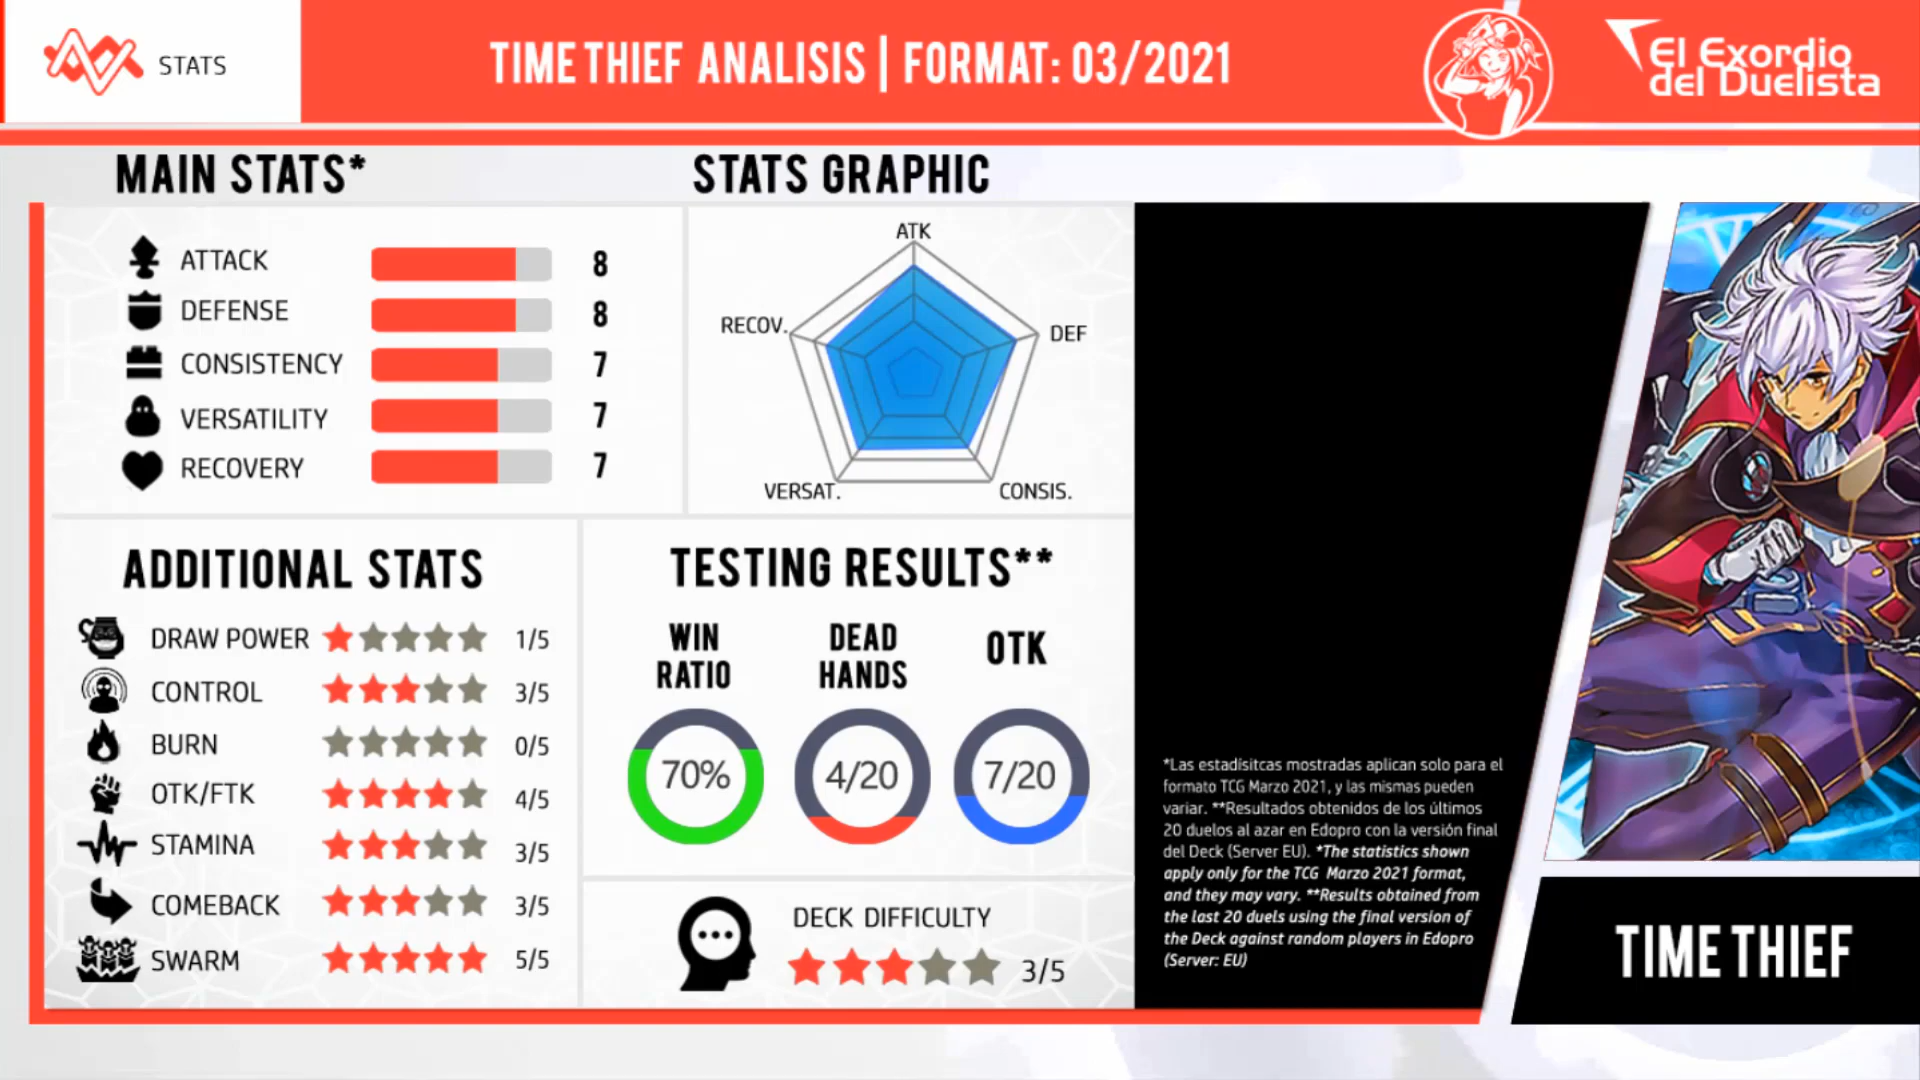 STATS
TIME THIEF ANALISIS | FORMAT: 03/2021
El Exordio
del Duelista
MAIN STATS*
ATTACK 8
DEFENSE 8
CONSISTENCY 7
VERSATILITY 7
RECOVERY 7
STATS GRAPHIC
ATK
RECOV.
DEF
VERSAT.
CONSIS.
ADDITIONAL STATS
DRAW POWER 1/5
CONTROL 3/5
BURN 0/5
OTK/FTK 4/5
STAMINA 3/5
COMEBACK 3/5
SWARM 5/5
TESTING RESULTS**
WIN
RATIO
DEAD
HANDS
OTK
70%
4/20
7/20
DECK DIFFICULTY
3/5
*Las estadísitcas mostradas aplican solo para el
formato TCG Marzo 2021, y las mismas pueden
variar. **Resultados obtenidos de los últimos
20 duelos al azar en Edopro con la versión final
del Deck (Server EU). *The statistics shown
apply only for the TCG Marzo 2021 format,
and they may vary. **Results obtained from
the last 20 duels using the final version of
the Deck against random players in Edopro
(Server: EU)
TIME THIEF